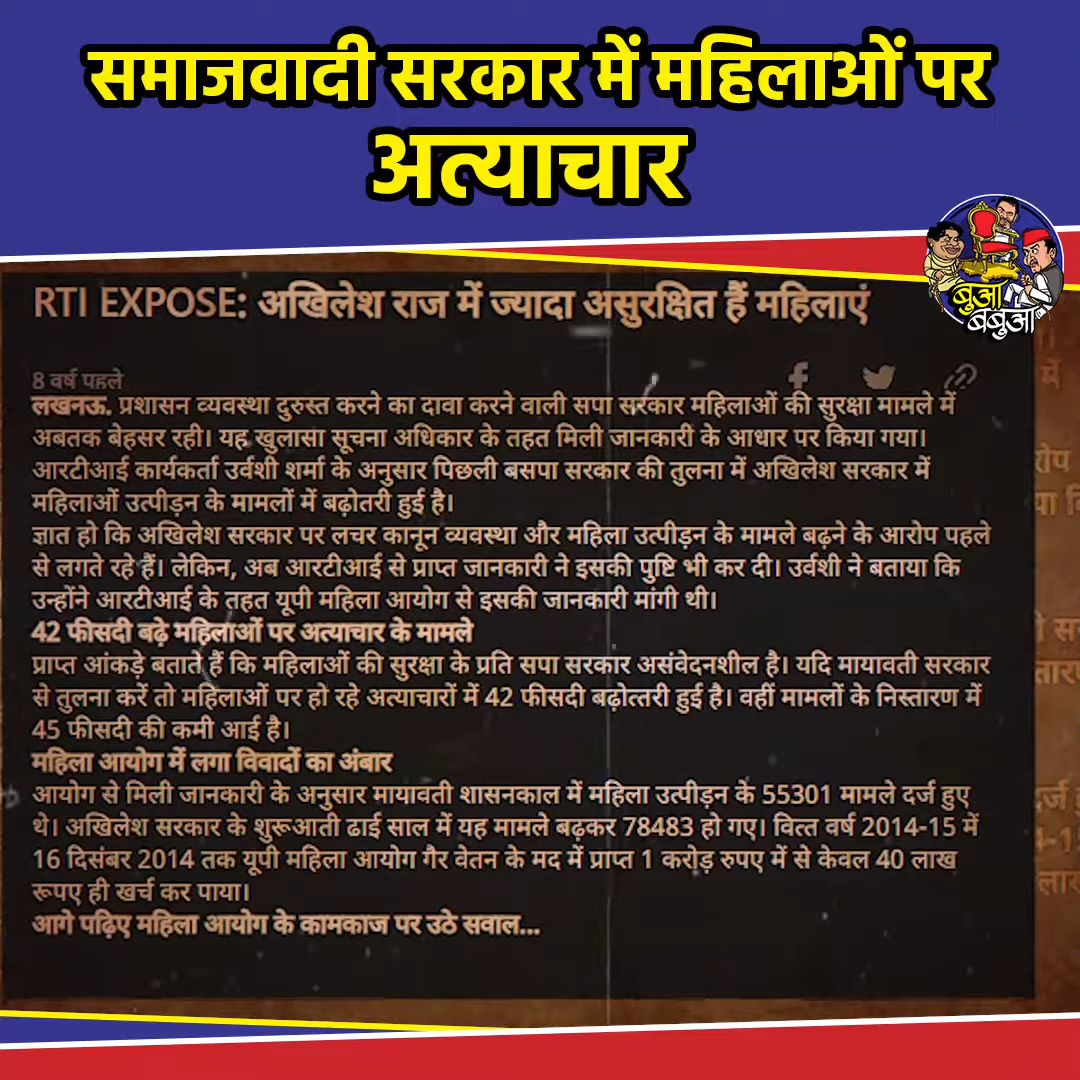 समाजवादी सरकार में महिलाओं पर
अत्याचार
बुआ
बबुआ
RTI EXPOSE: अखिलेश राज में ज्यादा असुरक्षित हैं महिलाएं
8 वर्ष पहले
लखनऊ. प्रशासन व्यवस्था दुरुस्त करने का दावा करने वाली सपा सरकार महिलाओं की सुरक्षा मामले में
अबतक बेहसर रही। यह खुलासा सूचना अधिकार के तहत मिली जानकारी के आधार पर किया गया।
आरटीआई कार्यकर्ता उर्वशी शर्मा के अनुसार पिछली बसपा सरकार की तुलना में अखिलेश सरकार में
महिलाओं उत्पीड़न के मामलों में बढ़ोतरी हुई है।
ज्ञात हो कि अखिलेश सरकार पर लचर कानून व्यवस्था और महिला उत्पीड़न के मामले बढ़ने के आरोप पहले
से लगते रहे हैं। लेकिन, अब आरटीआई से प्राप्त जानकारी ने इसकी पुष्टि भी कर दी। उर्वशी ने बताया कि
उन्होंने आरटीआई के तहत यूपी महिला आयोग से इसकी जानकारी मांगी थी।
42 फीसदी बढ़े महिलाओं पर अत्याचार के मामले
प्राप्त आंकड़े बताते हैं कि महिलाओं की सुरक्षा के प्रति सपा सरकार असंवेदनशील है। यदि मायावती सरकार
से तुलना करें तो महिलाओं पर हो रहे अत्याचारों में 42 फीसदी बढ़ोत्तरी हुई है। वहीं मामलों के निस्तारण में
45 फीसदी की कमी आई है।
महिला आयोग में लगा विवादों का अंबार
आयोग से मिली जानकारी के अनुसार मायावती शासनकाल में महिला उत्पीड़न के 55301 मामले दर्ज हुए
थे। अखिलेश सरकार के शुरूआती ढाई साल में यह मामले बढ़कर 78483 हो गए। वित्त वर्ष 2014-15 में
16 दिसंबर 2014 तक यूपी महिला आयोग गैर वेतन के मद में प्राप्त 1 करोड़ रुपए में से केवल 40 लाख
रूपए ही खर्च कर पाया।
आगे पढ़िए महिला आयोग के कामकाज पर उठे सवाल...